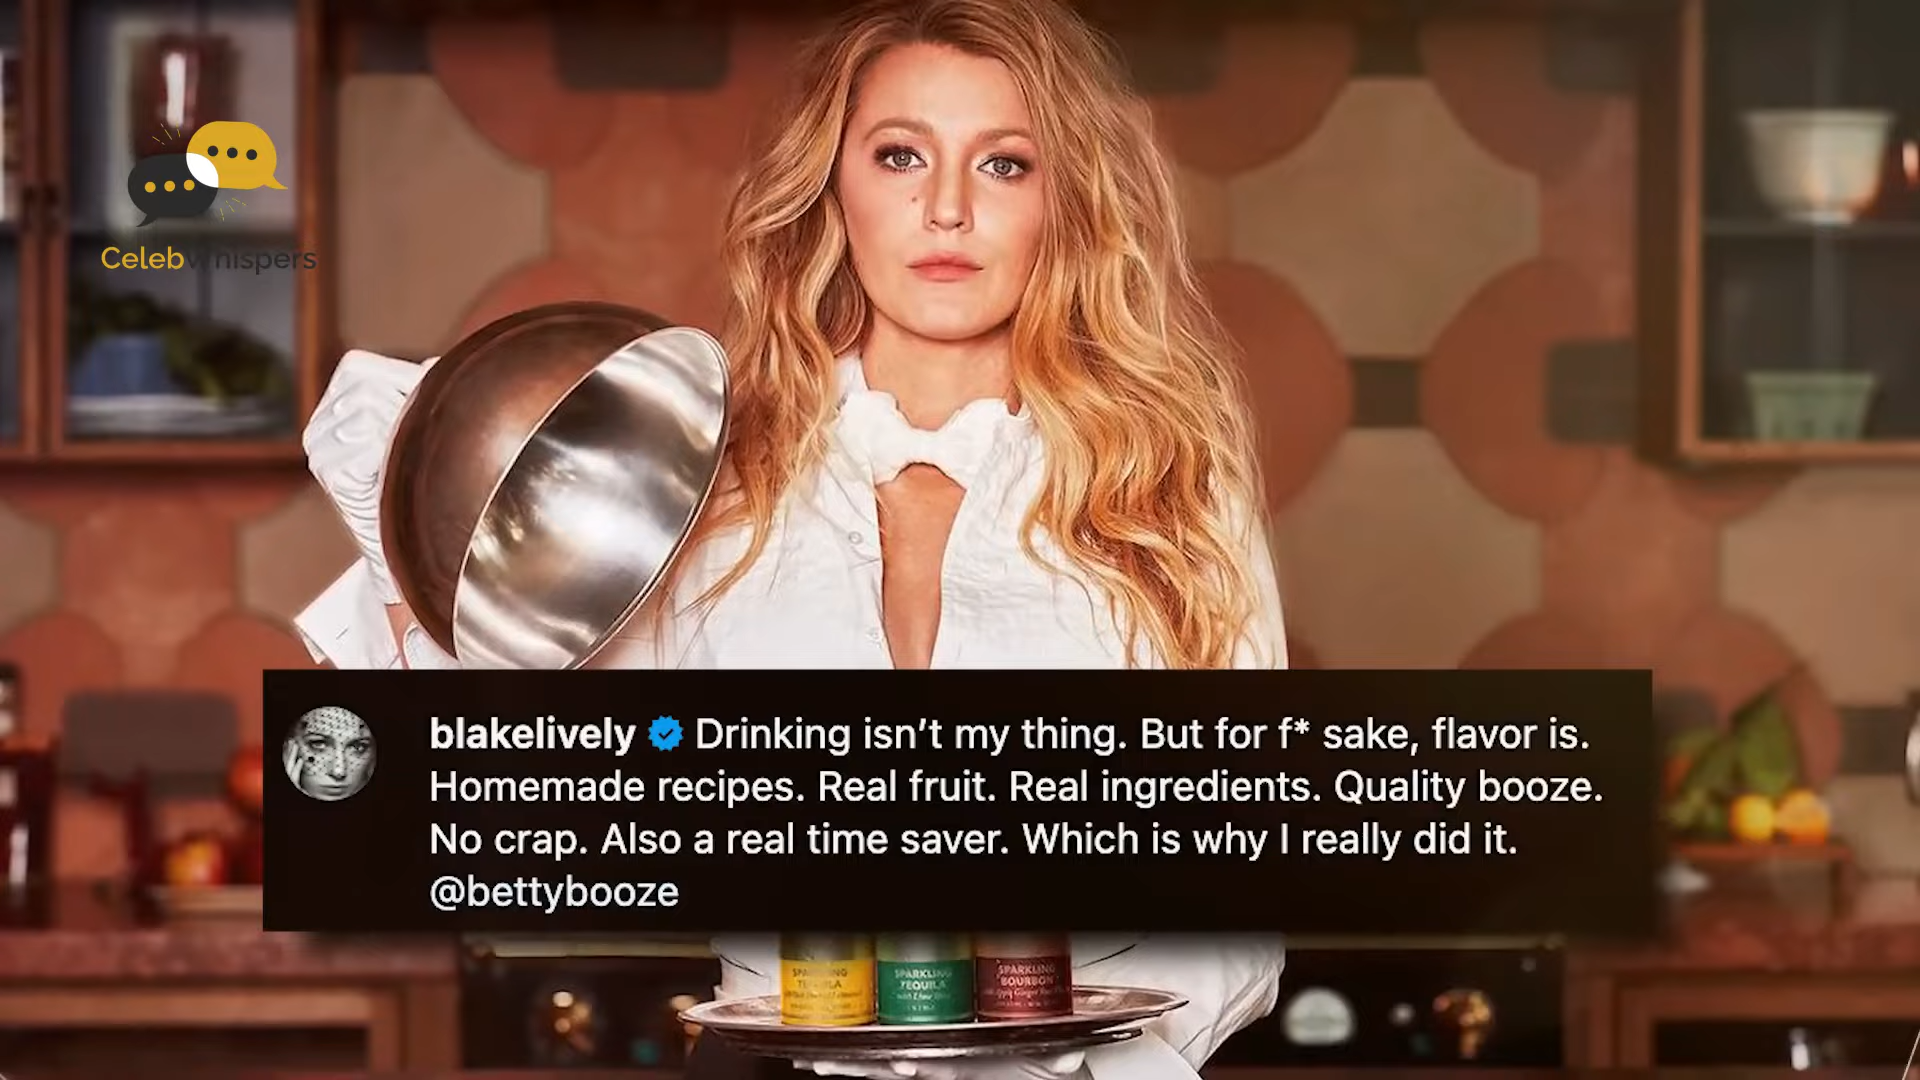 CelebWhispers
blakelively Drinking isn’t my thing. But for f* sake, flavor is.
Homemade recipes. Real fruit. Real ingredients. Quality booze.
No crap. Also a real time saver. Which is why I really did it.
@bettybooze
SPARKLING
TEQUILA
SPARKLING
TEQUILA
with Lime
SPARKLING
BOURBON